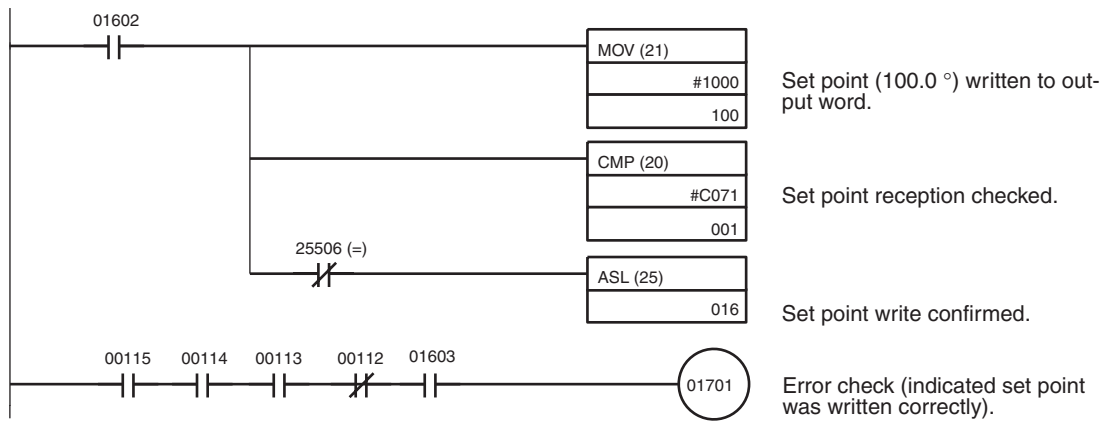 01602
MOV (21)
#1000
100
Set point (100.0 °) written to out-
put word.
CMP (20)
#C071
001
Set point reception checked.
25506 (=)
ASL (25)
016
Set point write confirmed.
00115 00114 00113 00112 01603
01701
Error check (indicated set point
was written correctly).